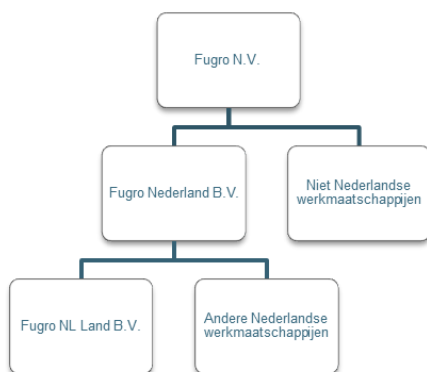 Fugro N.V.
Fugro Nederland B.V.
Niet Nederlandse
werkmaatschappijen
Fugro NL Land B.V.
Andere Nederlandse
werkmaatschappijen